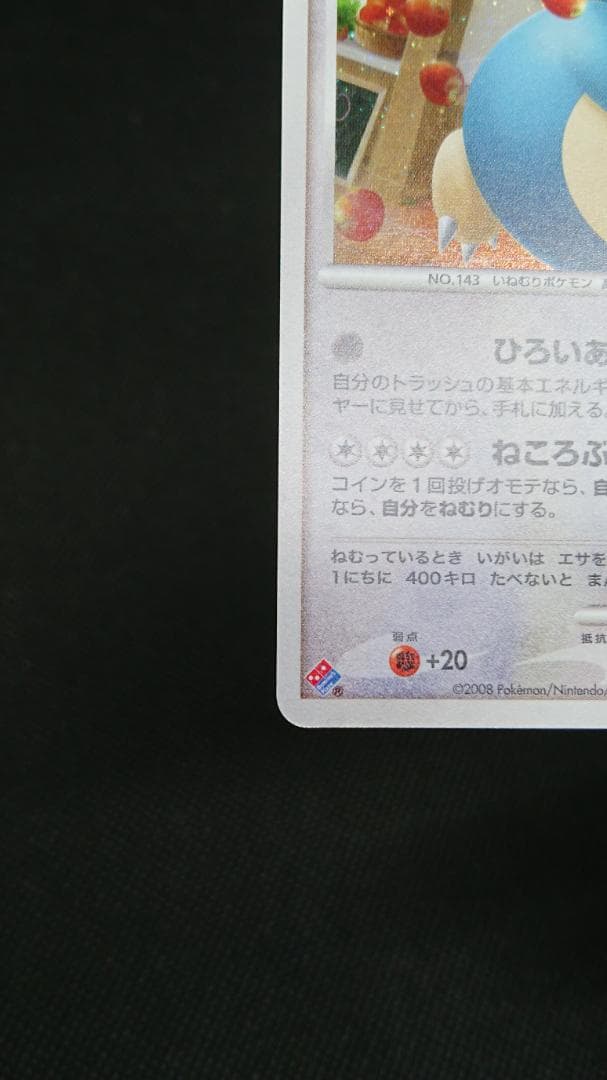 NO.143 いねむりポケモン
ひろいあ
自分のトラッシュの基本エネルギ
ヤーに見せてから、手札に加える。
ねころぶ
コインを1回投げオモテなら、自
なら、自分をねむりにする。
ねむっているとき いがいは エサを
1にちに 400キロ たべないと まん
弱点
抵抗
+20
®
©2008 Pokémon/Nintendo/